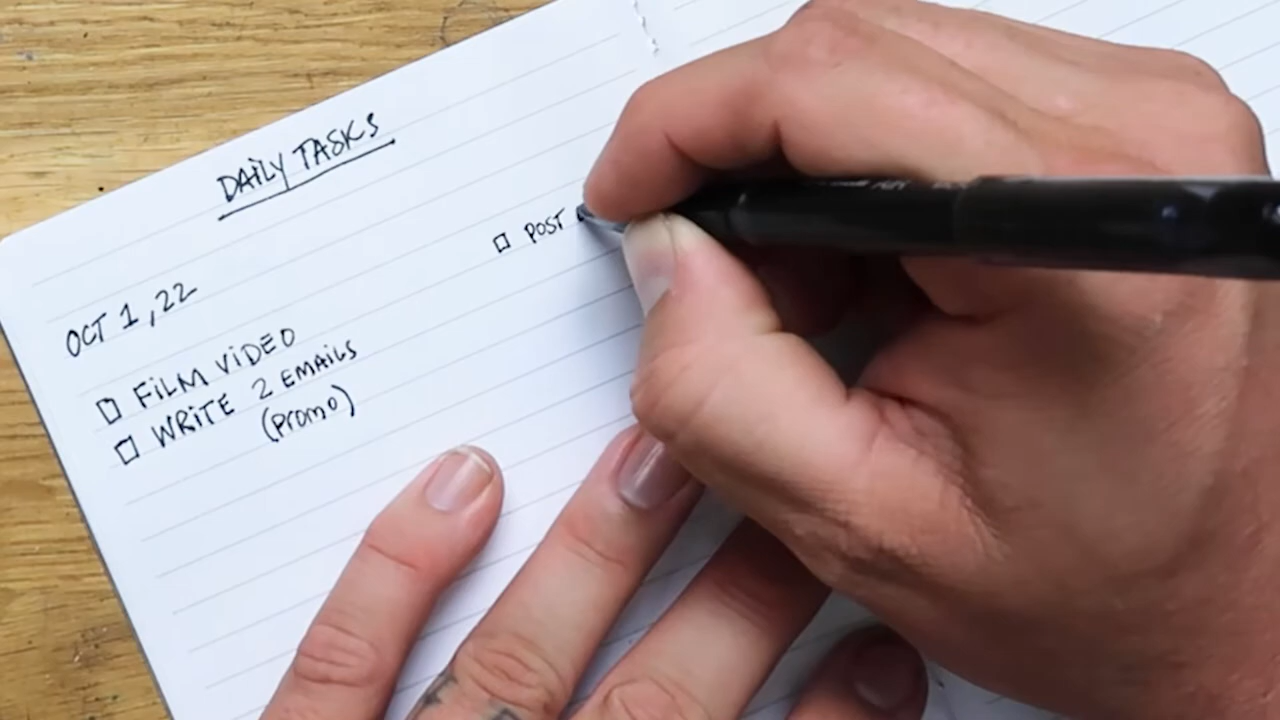 DAILY TASKS
OCT 1, 22
☐ FILM VIDEO
☐ WRITE 2 EMAILS
(PROMO)
☐ POST